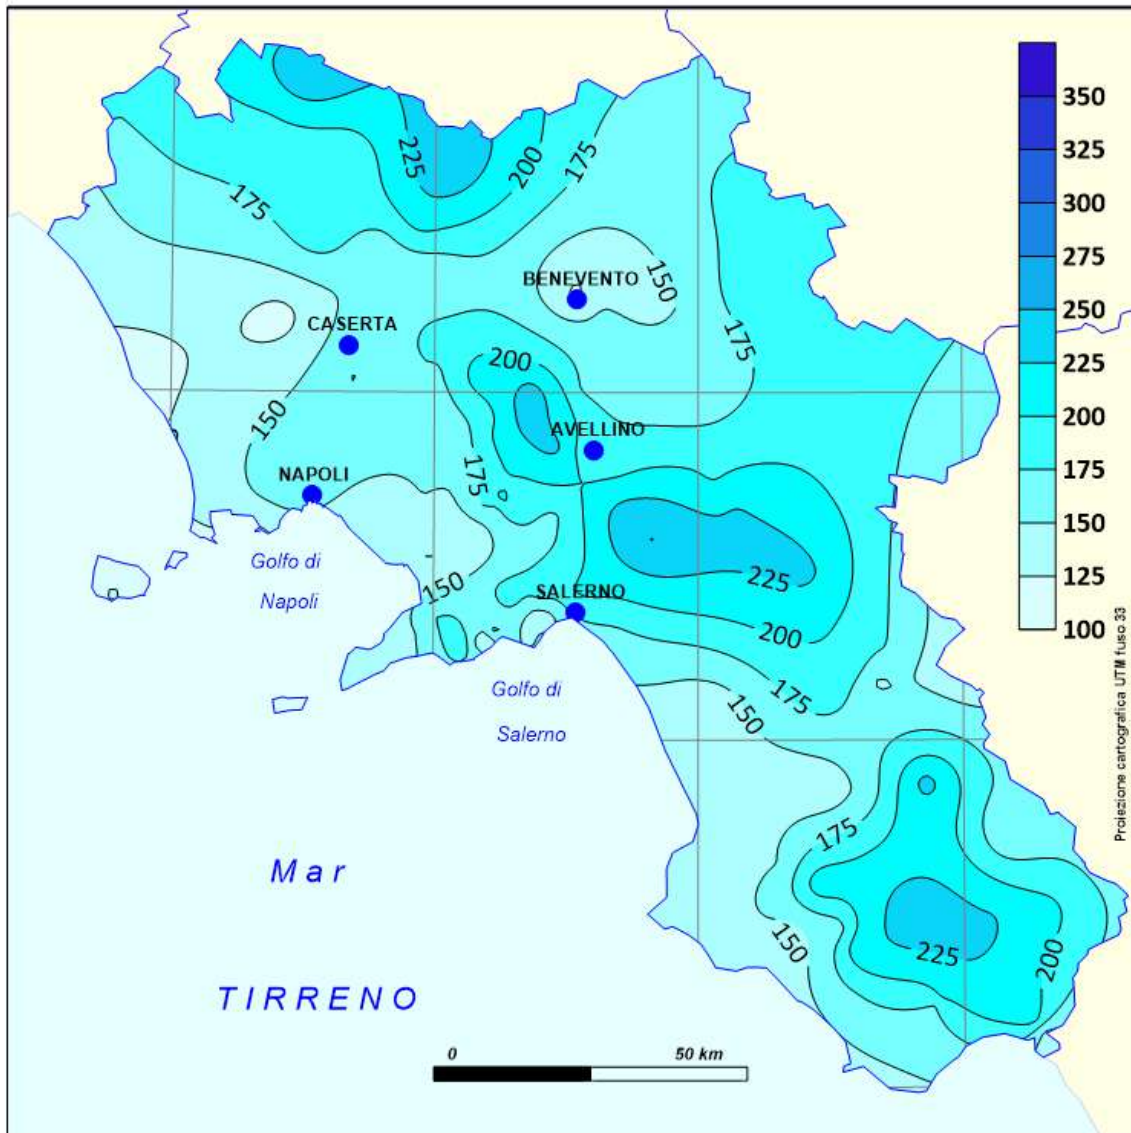 350
325
300
275
250
225
200
175
150
125
100
Proiezione cartografica UTM fuso 33
225
200
175
175
150
BENEVENTO
CASERTA
175
200
150
AVELLINO
175
NAPOLI
Golfo di
Napoli
150
SALERNO
225
200
175
150
Golfo di
Salerno
175
Mar
TIRRENO
150
225
200
0
50 km